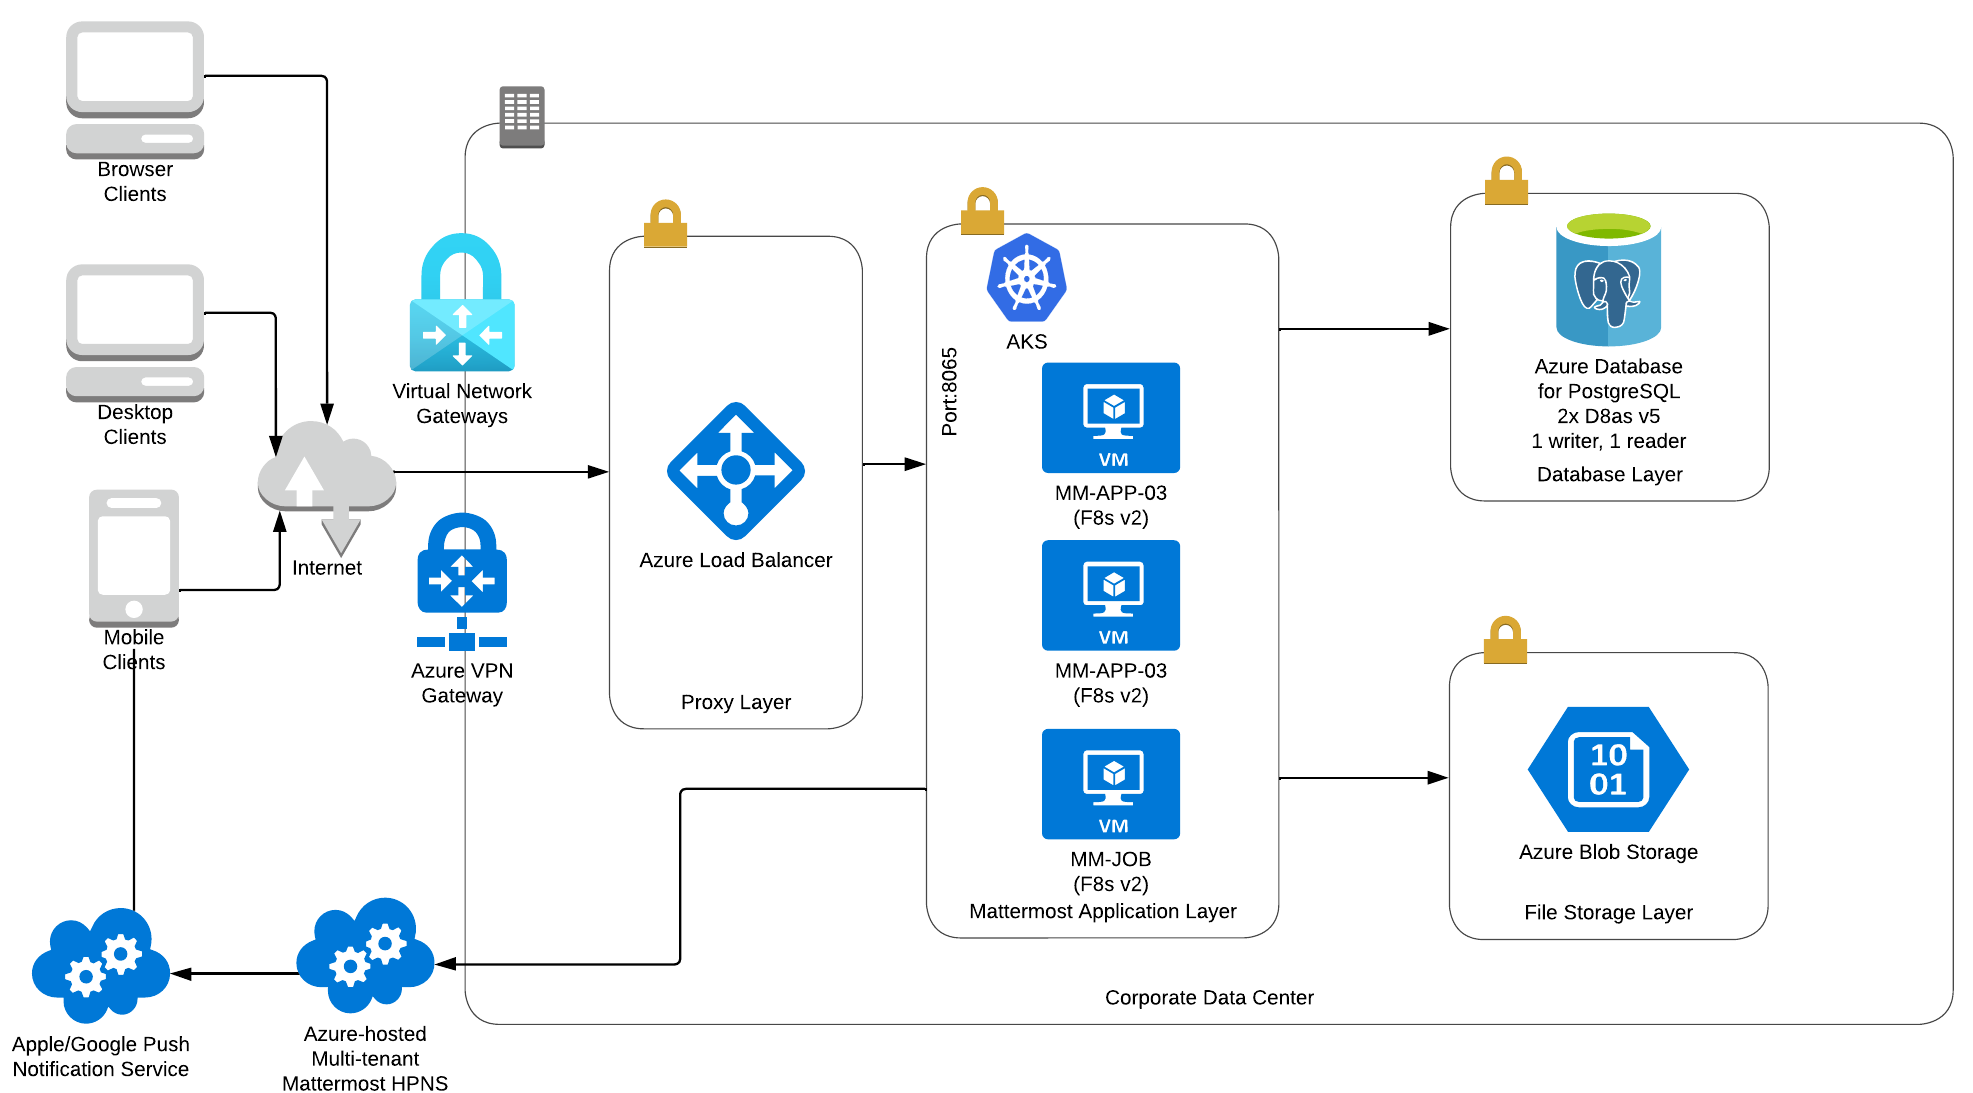 Browser
Clients
Desktop
Clients
Mobile
Clients
Internet
Virtual Network
Gateways
Azure VPN
Gateway
Azure Load Balancer
Proxy Layer
Port:8065
AKS
VM
MM-APP-03
(F8s v2)
VM
MM-APP-03
(F8s v2)
VM
MM-JOB
(F8s v2)
Mattermost Application Layer
Azure Database
for PostgreSQL
2x D8as v5
1 writer, 1 reader
Database Layer
10
01
Azure Blob Storage
File Storage Layer
Corporate Data Center
Apple/Google Push
Notification Service
Azure-hosted
Multi-tenant
Mattermost HPNS